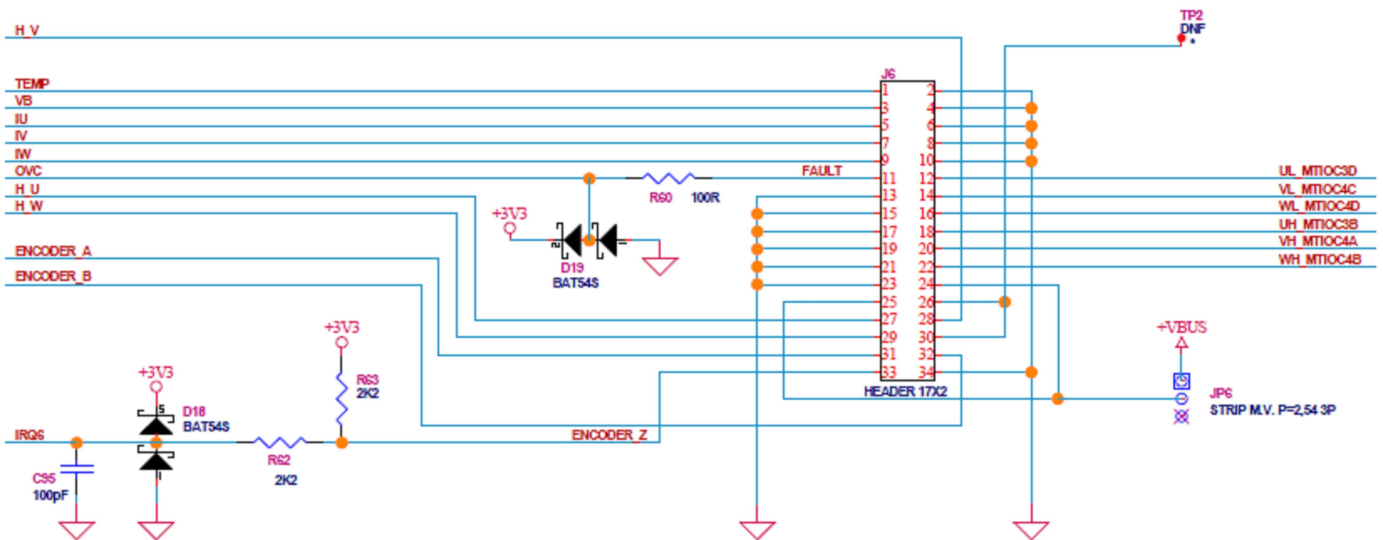 H_V
TP2
DNF
*
J6
TEMP
VB
IU
IV
IW
OVC
FAULT
H_U
H_W
R60 100R
+3V3
D19
BAT54S
2
1
ENCODER_A
ENCODER_B
1 2
3 4
5 6
7 8
9 10
11 12
13 14
15 16
17 18
19 20
21 22
23 24
25 26
27 28
29 30
31 32
33 34
HEADER 17X2
UL_MTIOC3D
VL_MTIOC4C
WL_MTIOC4D
UH_MTIOC3B
VH_MTIOC4A
WH_MTIOC4B
+VBUS
JP6
STRIP M.V. P=2,54 3P
+3V3
R63
2K2
+3V3
D18
BAT54S
1
IRQ6
ENCODER_Z
R62
2K2
C95
100pF